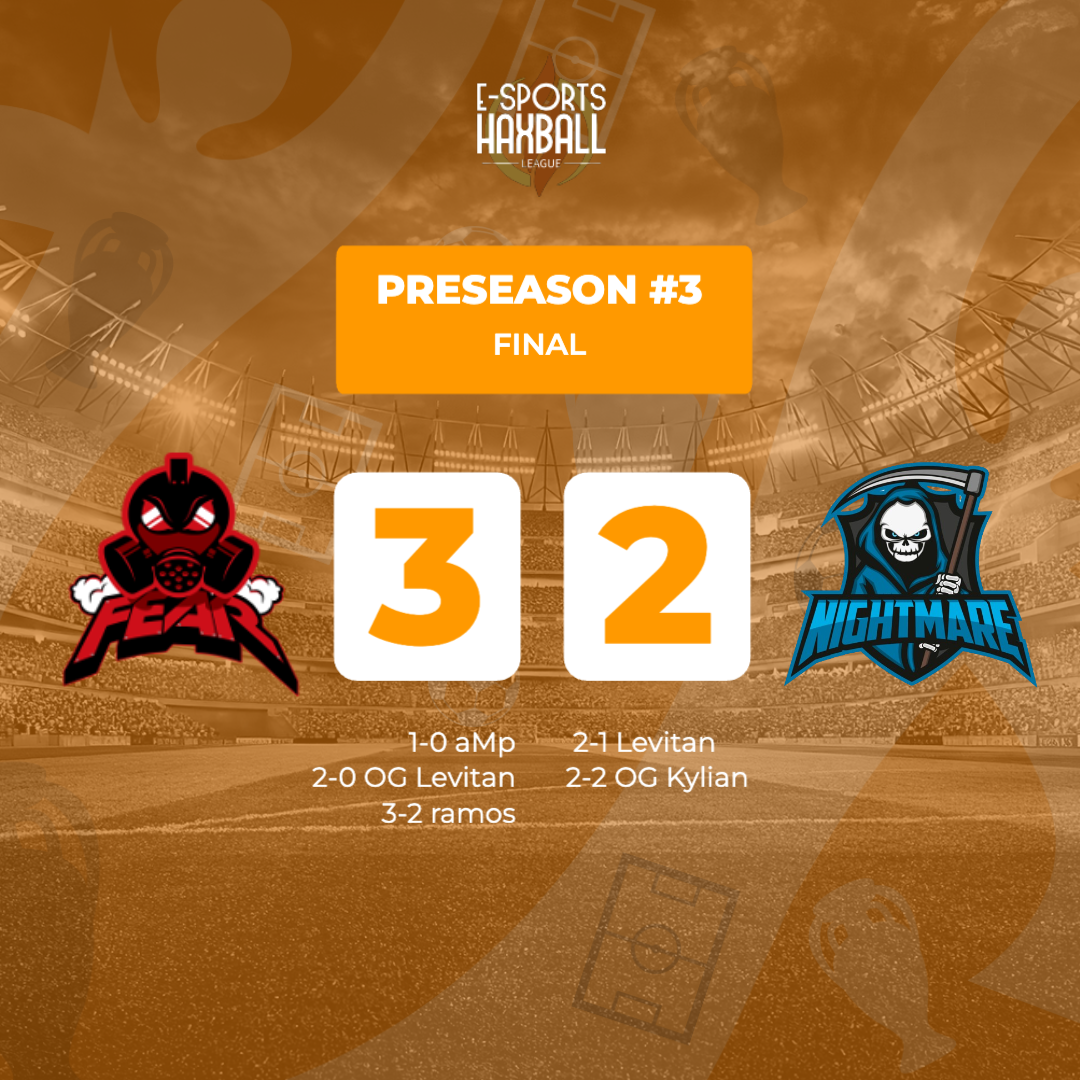 E-SPORTS
HAXBALL
LEAGUE
PRESEASON #3
FINAL
FEAR
3
2
NIGHTMARE
1-0 aMp
2-0 OG Levitan
3-2 ramos
2-1 Levitan
2-2 OG Kylian